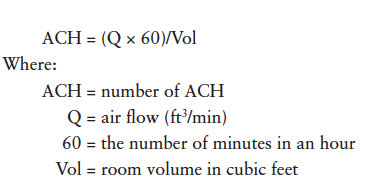 ACH = (Q × 60)/Vol
Where:
ACH = number of ACH
Q = air flow (ft³/min)
60 = the number of minutes in an hour
Vol = room volume in cubic feet